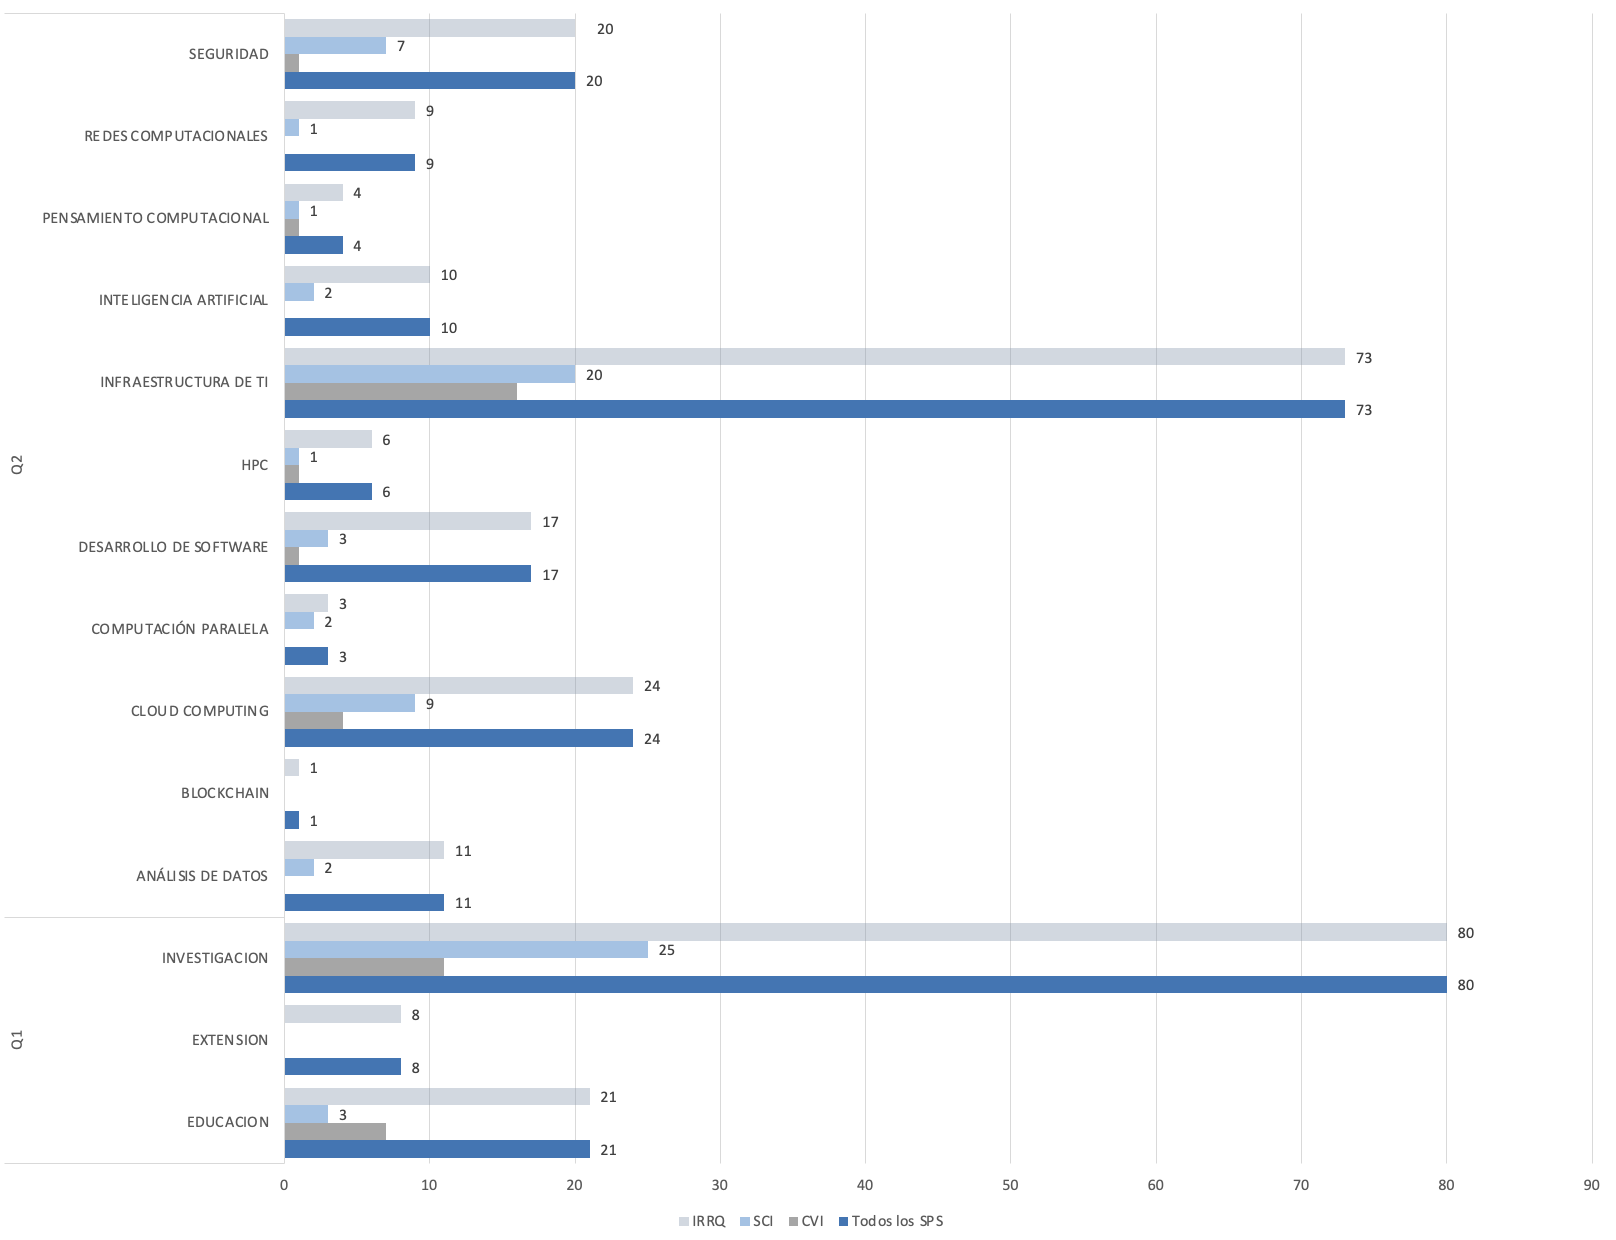 Q2
SEGURIDAD
20
7
20
REDES COMPUTACIONALES
9
1
9
PENSAMIENTO COMPUTACIONAL
4
1
4
INTELIGENCIA ARTIFICIAL
10
2
10
INFRAESTRUCTURA DE TI
73
20
73
HPC
6
1
6
DESARROLLO DE SOFTWARE
17
3
17
COMPUTACIÓN PARALELA
3
2
3
CLOUD COMPUTING
24
9
24
BLOCKCHAIN
1
1
ANÁLISIS DE DATOS
11
2
11
Q1
INVESTIGACION
80
25
80
EXTENSION
8
8
EDUCACION
21
3
21
0 10 20 30 40 50 60 70 80 90
IRRQ SCI CVI Todos los SPS